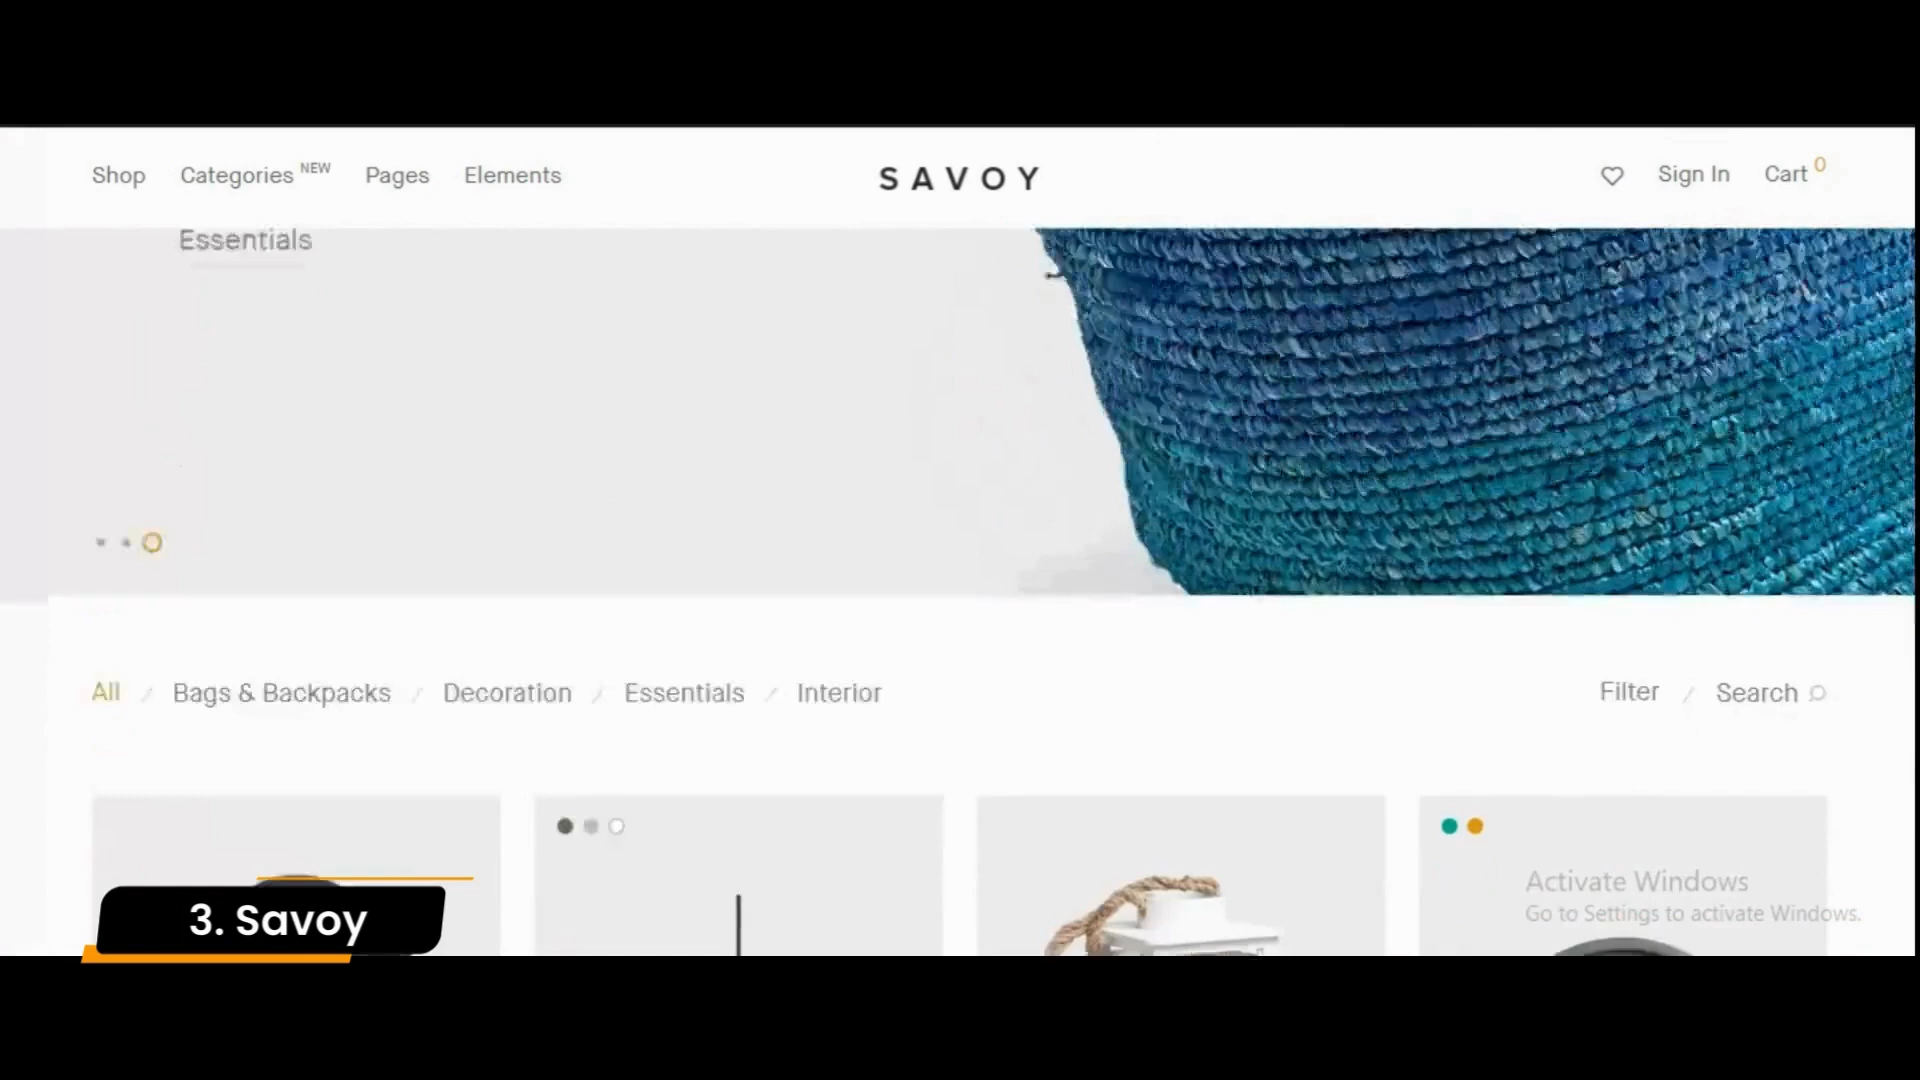 Shop Categories NEW Pages Elements SAVOY Sign In Cart 0
Essentials
All / Bags & Backpacks / Decoration / Essentials / Interior Filter / Search
Activate Windows
Go to Settings to activate Windows.
3. Savoy